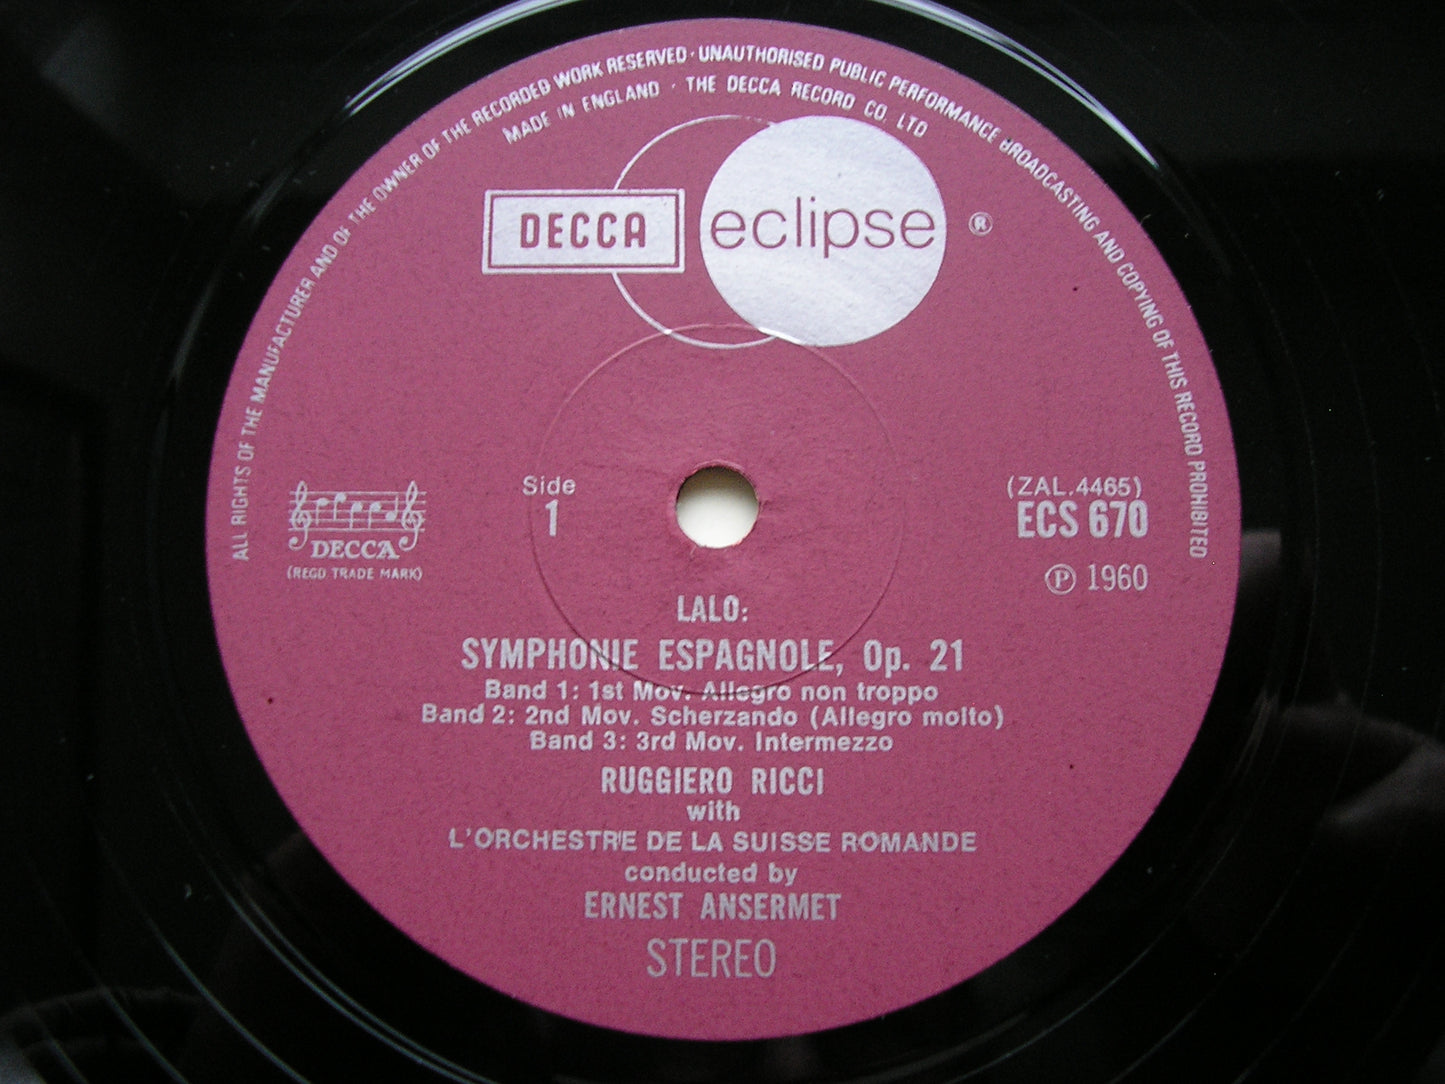 ALL RIGHTS OF THE MANUFACTURER AND OF THE OWNER OF THE RECORDED WORK RESERVED · UNAUTHORISED PUBLIC PERFORMANCE BROADCASTING AND COPYING OF THIS RECORD PROHIBITED
MADE IN ENGLAND · THE DECCA RECORD CO. LTD
DECCA eclipse ®
Side
1
(ZAL.4465)
ECS 670
℗ 1960
DECCA
(REGD TRADE MARK)
LALO:
SYMPHONIE ESPAGNOLE, Op. 21
Band 1: 1st Mov. Allegro non troppo
Band 2: 2nd Mov. Scherzando (Allegro molto)
Band 3: 3rd Mov. Intermezzo
RUGGIERO RICCI
with
L'ORCHESTRE DE LA SUISSE ROMANDE
conducted by
ERNEST ANSERMET
STEREO